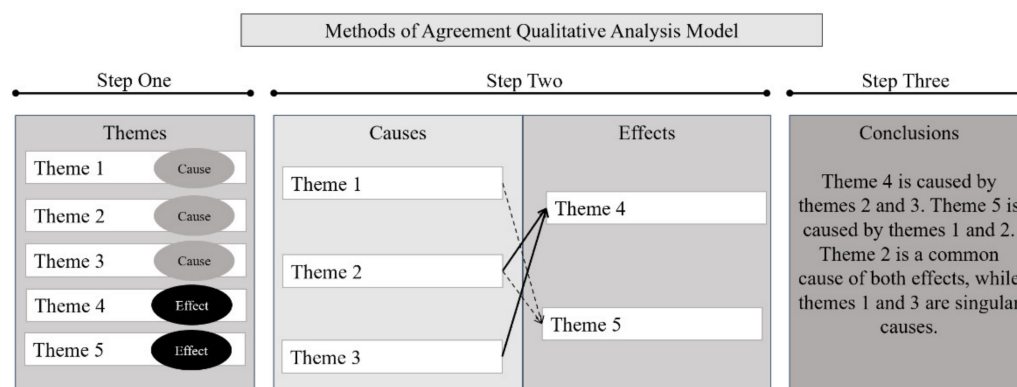 Methods of Agreement Qualitative Analysis Model
Step One
Step Two
Step Three
Themes
Theme 1
Cause
Theme 2
Cause
Theme 3
Cause
Theme 4
Effect
Theme 5
Effect
Causes
Theme 1
Theme 2
Theme 3
Effects
Theme 4
Theme 5
Conclusions
Theme 4 is caused by
themes 2 and 3. Theme 5 is
caused by themes 1 and 2.
Theme 2 is a common
cause of both effects, while
themes 1 and 3 are singular
causes.